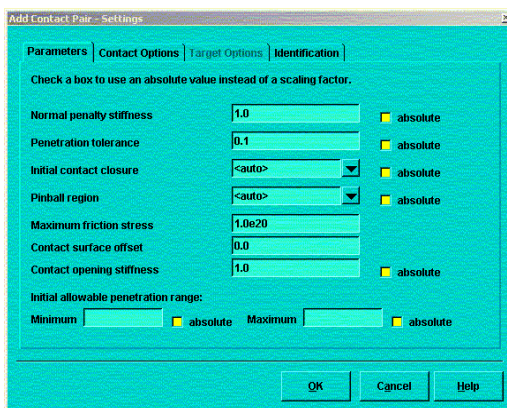 Add Contact Pair - Settings
Parameters Contact Options Target Options Identification
Check a box to use an absolute value instead of a scaling factor.
Normal penalty stiffness 1.0 absolute
Penetration tolerance 0.1 absolute
Initial contact closure <auto> absolute
Pinball region <auto> absolute
Maximum friction stress 1.0e20
Contact surface offset 0.0
Contact opening stiffness 1.0 absolute
Initial allowable penetration range:
Minimum absolute Maximum absolute
OK Cancel Help